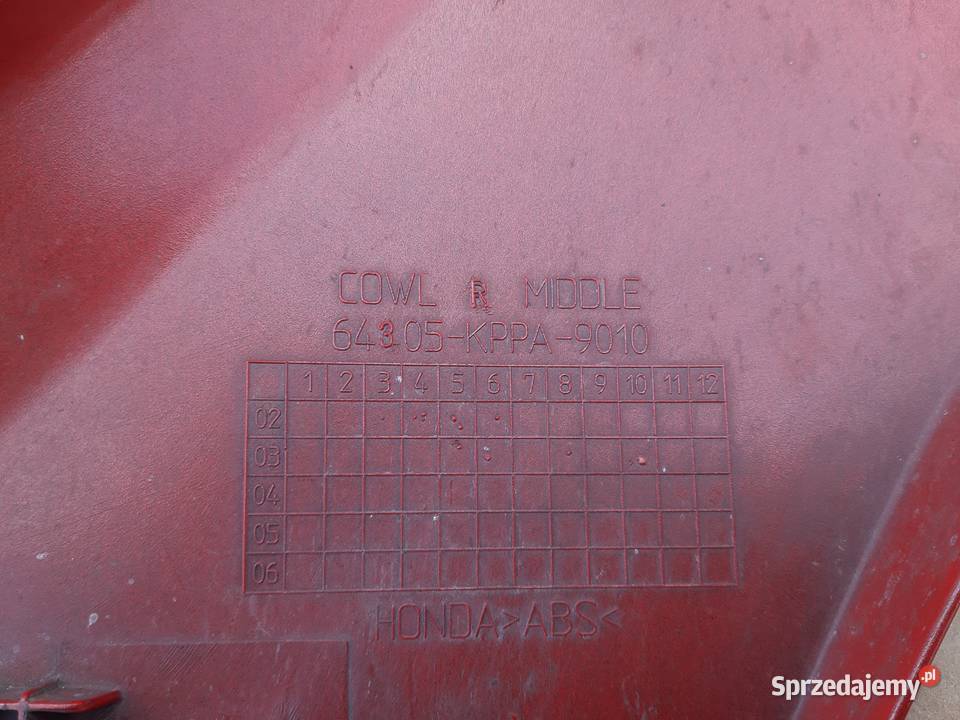 COWL R MIDDLE
64305-KPPA-9010
1 2 3 4 5 6 7 8 9 10 11 12
02
03
04
05
06
HONDA>ABS<
Sprzedajemy.pl